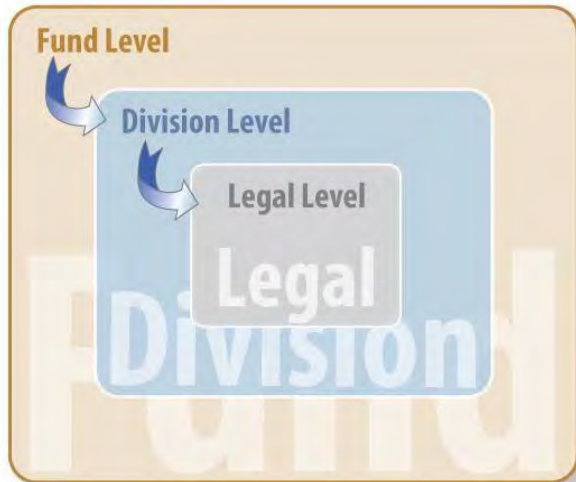 Fund Level
Division Level
Legal Level
Legal
Division
Fund